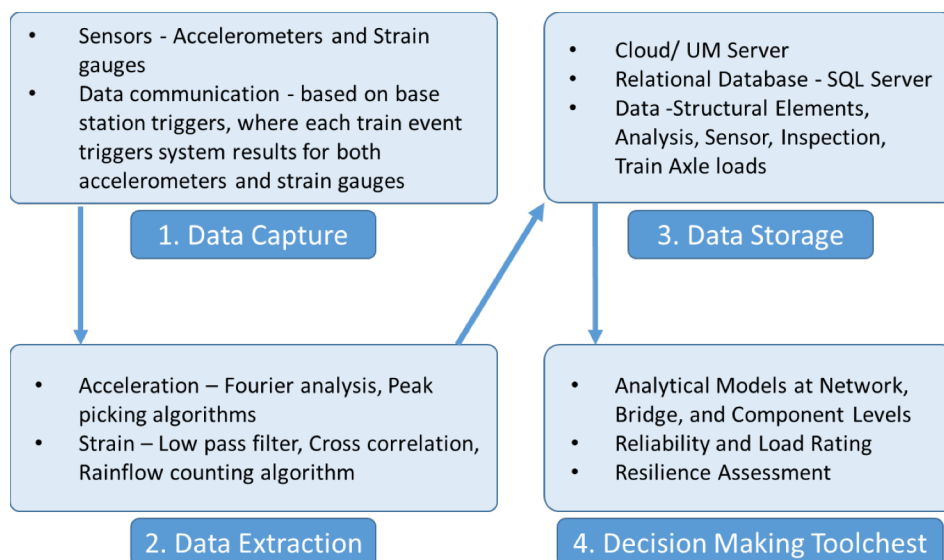 • Sensors - Accelerometers and Strain
gauges
• Data communication - based on base
station triggers, where each train event
triggers system results for both
accelerometers and strain gauges
1. Data Capture
• Acceleration – Fourier analysis, Peak
picking algorithms
• Strain – Low pass filter, Cross correlation,
Rainflow counting algorithm
2. Data Extraction
• Cloud/ UM Server
• Relational Database - SQL Server
• Data -Structural Elements,
Analysis, Sensor, Inspection,
Train Axle loads
3. Data Storage
• Analytical Models at Network,
Bridge, and Component Levels
• Reliability and Load Rating
• Resilience Assessment
4. Decision Making Toolchest